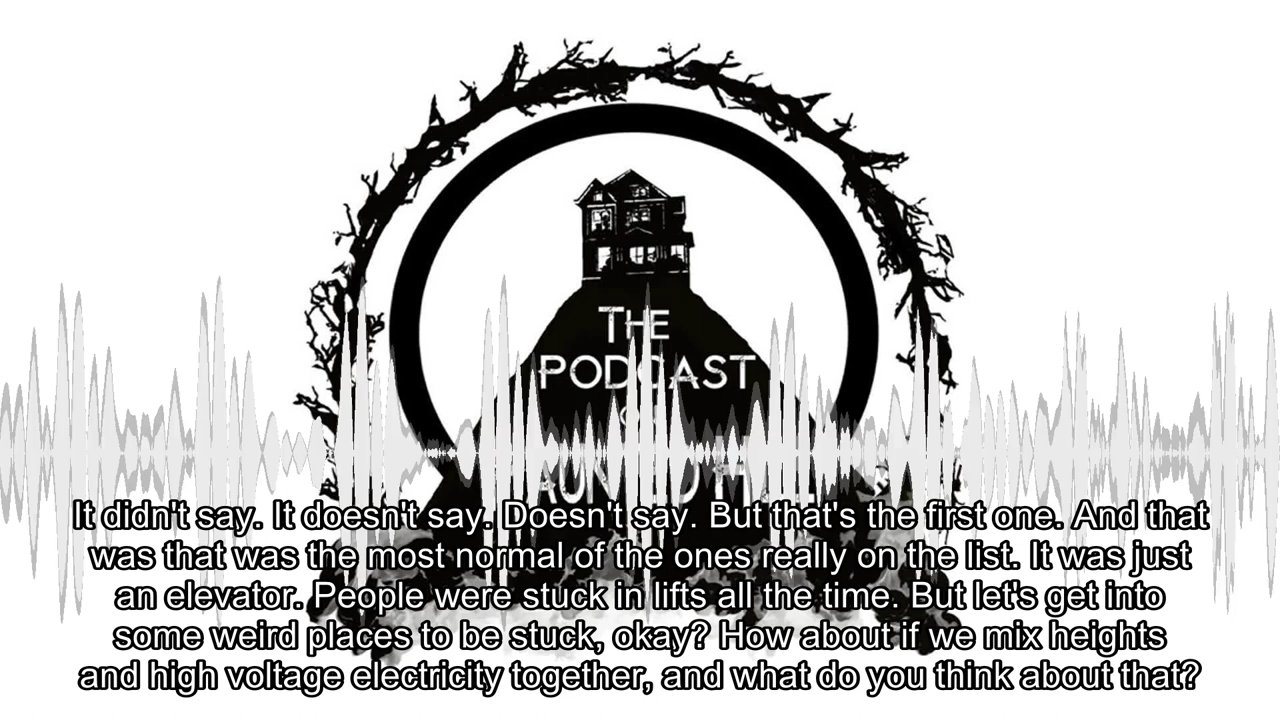 THE
PODCAST
It didn't say. It doesn't say. Doesn't say. But that's the first one. And that
was that was the most normal of the ones really on the list. It was just
an elevator. People were stuck in lifts all the time. But let's get into
some weird places to be stuck, okay? How about if we mix heights
and high voltage electricity together, and what do you think about that?